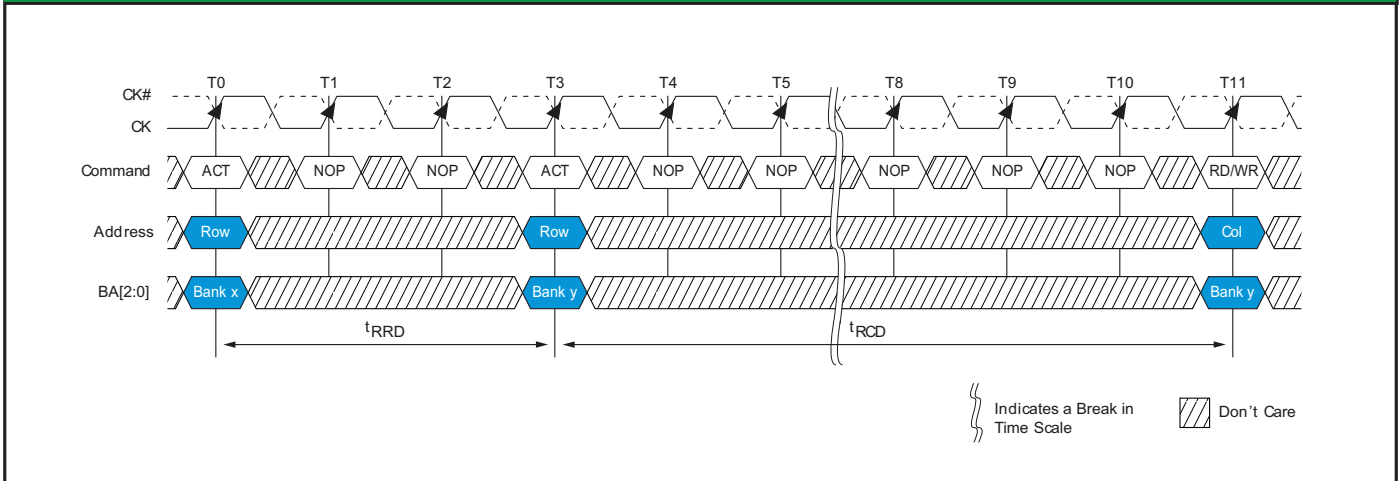 T0 T1 T2 T3 T4 T5 T8 T9 T10 T11
CK#
CK
Command ACT NOP NOP ACT NOP NOP NOP NOP NOP RD/WR
Address Row Row Col
BA[2:0] Bank x Bank y Bank y
tRRD tRCD
Indicates a Break in
Time Scale
Don't Care